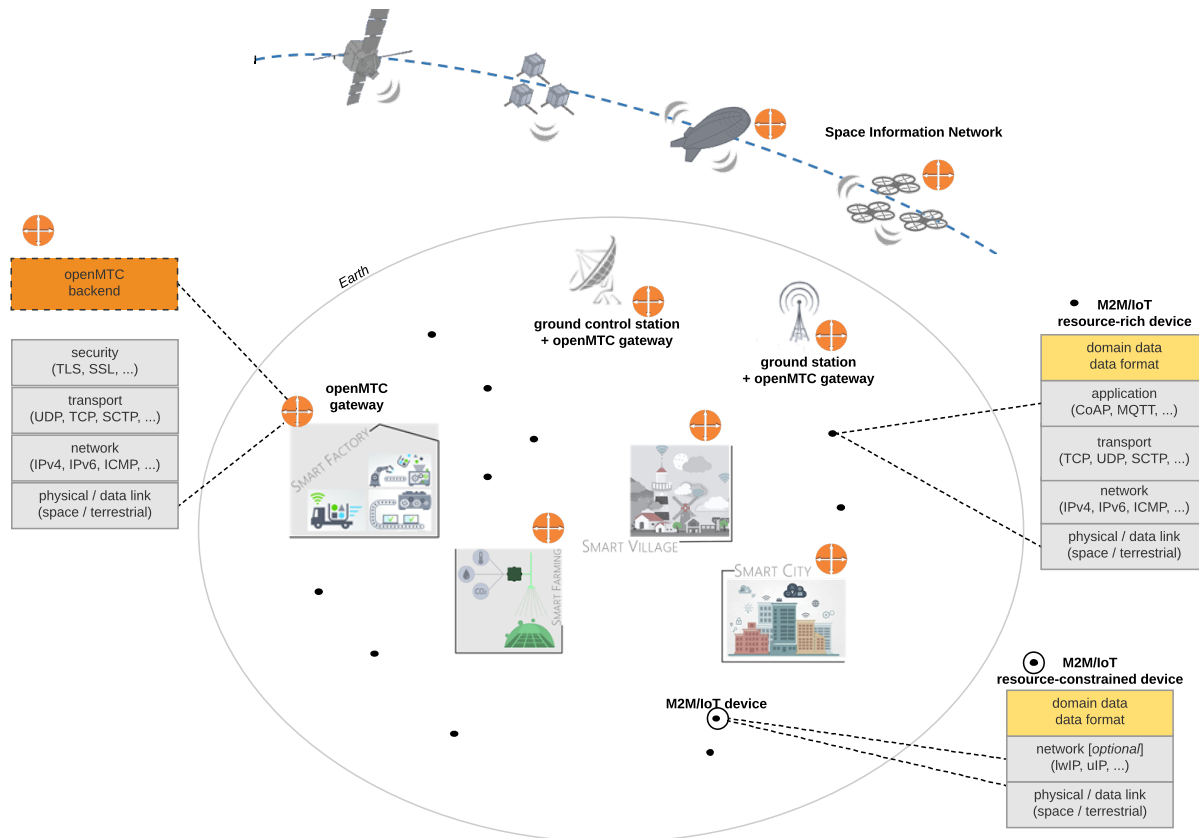 Space Information Network
Earth
openMTC
backend
security
(TLS, SSL, ...)
transport
(UDP, TCP, SCTP, ...)
network
(IPv4, IPv6, ICMP, ...)
physical / data link
(space / terrestrial)
ground control station
+ openMTC gateway
ground station
+ openMTC gateway
openMTC
gateway
SMART FACTORY
SMART VILLAGE
SMART FARMING
CO₂
SMART CITY
M2M/IoT device
M2M/IoT
resource-rich device
domain data
data format
application
(CoAP, MQTT, ...)
transport
(TCP, UDP, SCTP, ...)
network
(IPv4, IPv6, ICMP, ...)
physical / data link
(space / terrestrial)
M2M/IoT
resource-constrained device
domain data
data format
network [optional]
(lwIP, uIP, ...)
physical / data link
(space / terrestrial)